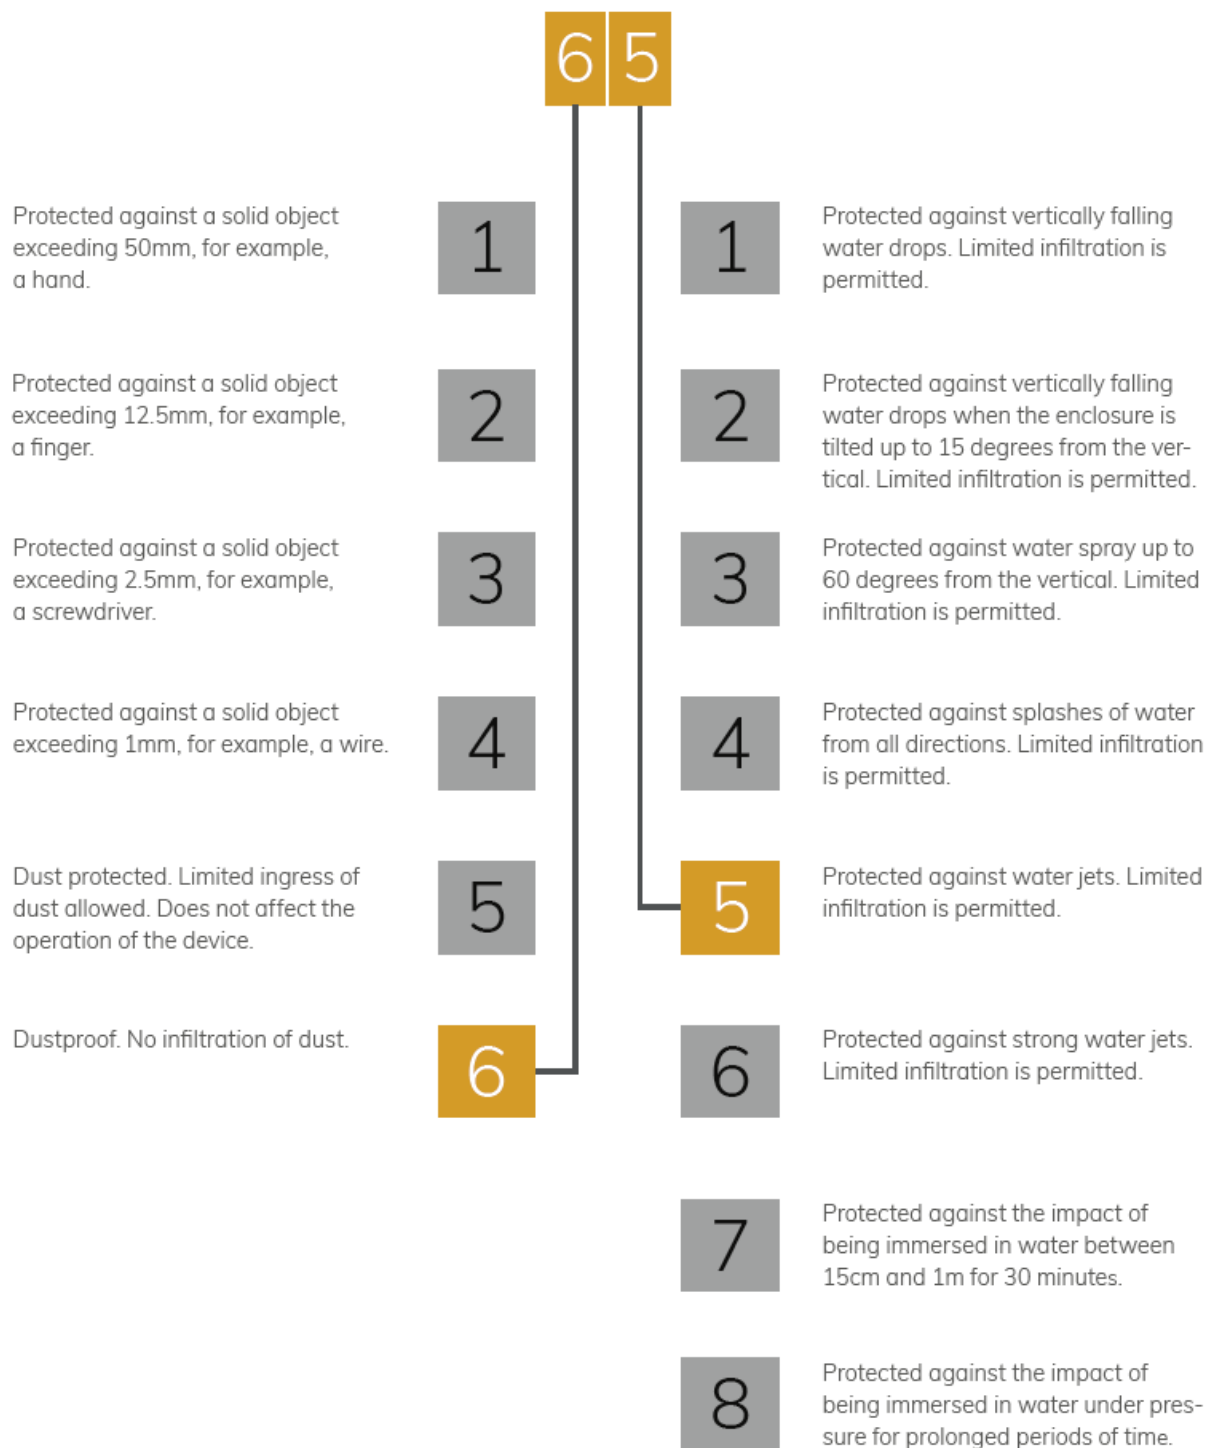 6 5
Protected against a solid object
exceeding 50mm, for example,
a hand.
1
1
Protected against vertically falling
water drops. Limited infiltration is
permitted.
Protected against a solid object
exceeding 12.5mm, for example,
a finger.
2
2
Protected against vertically falling
water drops when the enclosure is
tilted up to 15 degrees from the ver-
tical. Limited infiltration is permitted.
Protected against a solid object
exceeding 2.5mm, for example,
a screwdriver.
3
3
Protected against water spray up to
60 degrees from the vertical. Limited
infiltration is permitted.
Protected against a solid object
exceeding 1mm, for example, a wire.
4
4
Protected against splashes of water
from all directions. Limited infiltration
is permitted.
Dust protected. Limited ingress of
dust allowed. Does not affect the
operation of the device.
5
5
Protected against water jets. Limited
infiltration is permitted.
Dustproof. No infiltration of dust.
6
6
Protected against strong water jets.
Limited infiltration is permitted.
7
Protected against the impact of
being immersed in water between
15cm and 1m for 30 minutes.
8
Protected against the impact of
being immersed in water under pres-
sure for prolonged periods of time.